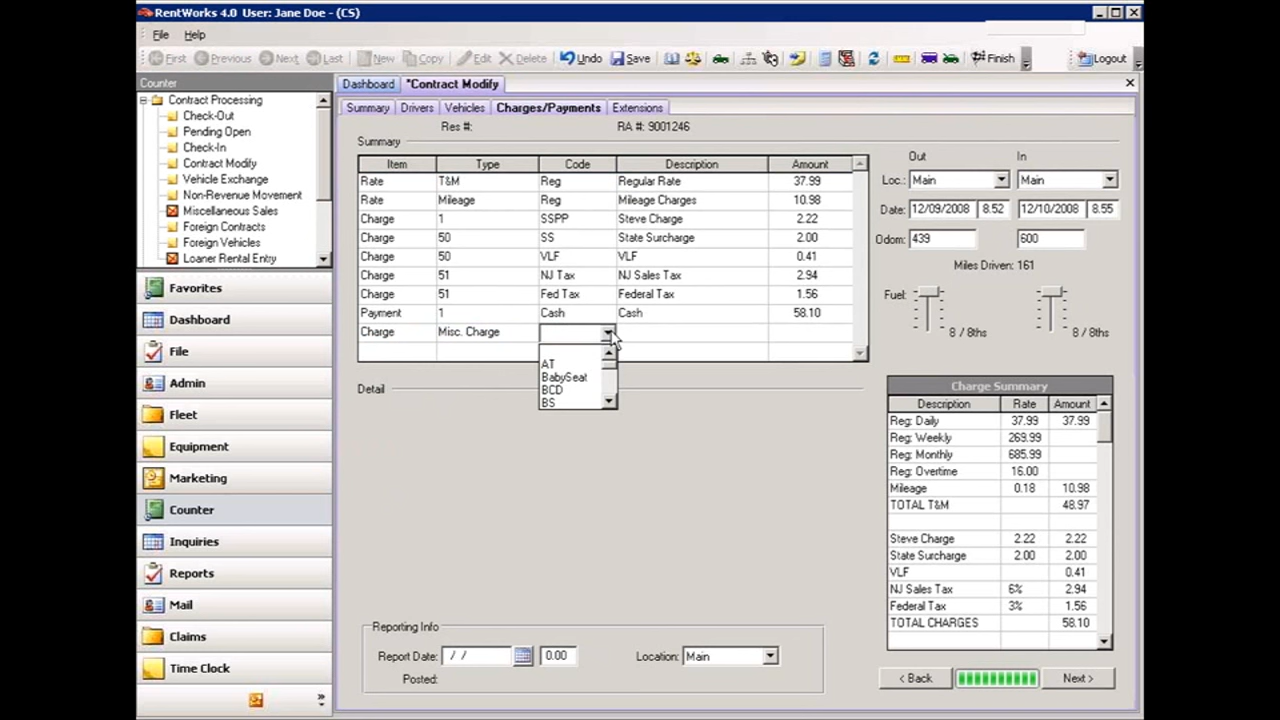 RentWorks 4.0 User: Jane Doe - (CS)
File Help
First Previous Next Last New Copy Edit Delete Undo Save Finish Logout
Counter
Contract Processing
Check-Out
Pending Open
Check-In
Contract Modify
Vehicle Exchange
Non-Revenue Movement
Miscellaneous Sales
Foreign Contracts
Foreign Vehicles
Loaner Rental Entry
Favorites
Dashboard
File
Admin
Fleet
Equipment
Marketing
Counter
Inquiries
Reports
Mail
Claims
Time Clock
Dashboard *Contract Modify
Summary Drivers Vehicles Charges/Payments Extensions
Res #: RA #: 9001246
Summary
Item Type Code Description Amount
Rate T&M Reg Regular Rate 37.99
Rate Mileage Reg Mileage Charges 10.98
Charge 1 SSPP Steve Charge 2.22
Charge 50 SS State Surcharge 2.00
Charge 50 VLF VLF 0.41
Charge 51 NJ Tax NJ Sales Tax 2.94
Charge 51 Fed Tax Federal Tax 1.56
Payment 1 Cash Cash 58.10
Charge Misc. Charge
AT
BabySeat
BCD
BS
Detail
Out In
Loc.: Main Main
Date: 12/09/2008 8.52 12/10/2008 8.55
Odom: 439 600
Miles Driven: 161
Fuel:
8 / 8ths 8 / 8ths
Charge Summary
Description Rate Amount
Reg: Daily 37.99 37.99
Reg: Weekly 269.99
Reg: Monthly 685.99
Reg: Overtime 16.00
Mileage 0.18 10.98
TOTAL T&M 48.97
Steve Charge 2.22 2.22
State Surcharge 2.00 2.00
VLF 0.41
NJ Sales Tax 6% 2.94
Federal Tax 3% 1.56
TOTAL CHARGES 58.10
Reporting Info
Report Date: / / 0.00 Location: Main
Posted:
< Back Next >